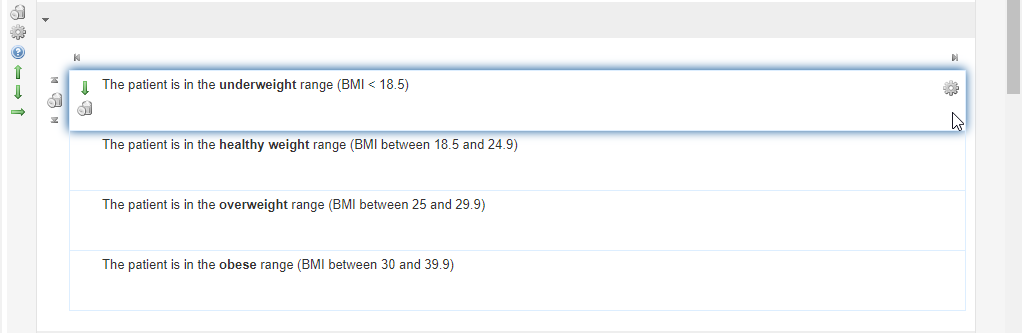 The patient is in the underweight range (BMI < 18.5)
The patient is in the healthy weight range (BMI between 18.5 and 24.9)
The patient is in the overweight range (BMI between 25 and 29.9)
The patient is in the obese range (BMI between 30 and 39.9)